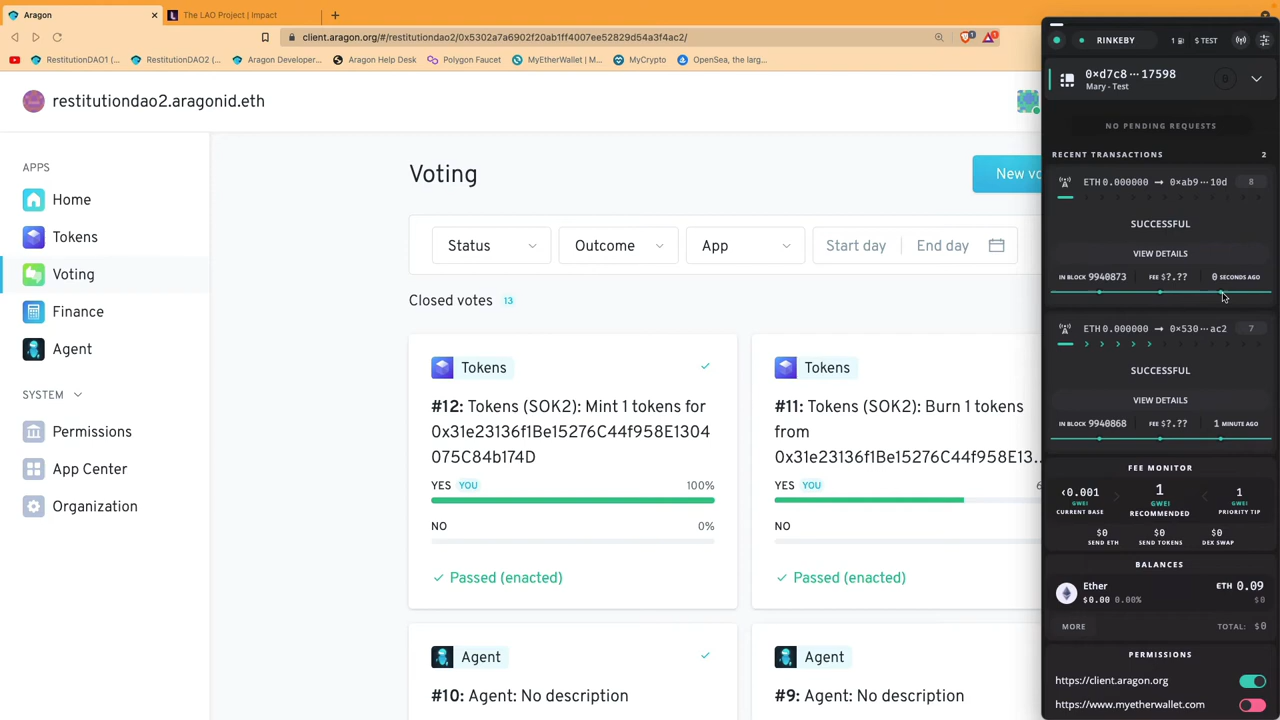 Aragon
The LAO Project | Impact
client.aragon.org/#/restitutiondao2/0x5302a7a6902f20ab1ff4007ee52829d54a3f4ac2/
RestitutionDAO1 (...
RestitutionDAO2 (...
Aragon Developer...
Aragon Help Desk
Polygon Faucet
MyEtherWallet | M...
MyCrypto
OpenSea, the larg...
restitutiondao2.aragonid.eth
APPS
Home
Tokens
Voting
Finance
Agent
SYSTEM
Permissions
App Center
Organization
Voting
New vo
Status
Outcome
App
Start day
End day
Closed votes 13
Tokens
#12: Tokens (SOK2): Mint 1 tokens for
0x31e23136f1Be15276C44f958E1304
075C84b174D
YES YOU 100%
NO 0%
Passed (enacted)
Tokens
#11: Tokens (SOK2): Burn 1 tokens
from
0x31e23136f1Be15276C44f958E13...
YES YOU 6
NO
Passed (enacted)
Agent
#10: Agent: No description
Agent
#9: Agent: No description
RINKEBY
1
$ TEST
0xd7c8···17598
Mary - Test
NO PENDING REQUESTS
RECENT TRANSACTIONS 2
ETH 0.000000 → 0xab9···10d 8
SUCCESSFUL
VIEW DETAILS
IN BLOCK 9940873 FEE $?.?? 0 SECONDS AGO
ETH 0.000000 → 0x530···ac2 7
SUCCESSFUL
VIEW DETAILS
IN BLOCK 9940868 FEE $?.?? 1 MINUTE AGO
FEE MONITOR
<0.001 1 1
GWEI GWEI GWEI
CURRENT BASE RECOMMENDED PRIORITY TIP
$0 $0 $0
SEND ETH SEND TOKENS DEX SWAP
BALANCES
Ether ETH 0.09
$0.00 0.00% $0
MORE TOTAL: $0
PERMISSIONS
https://client.aragon.org
https://www.myetherwallet.com